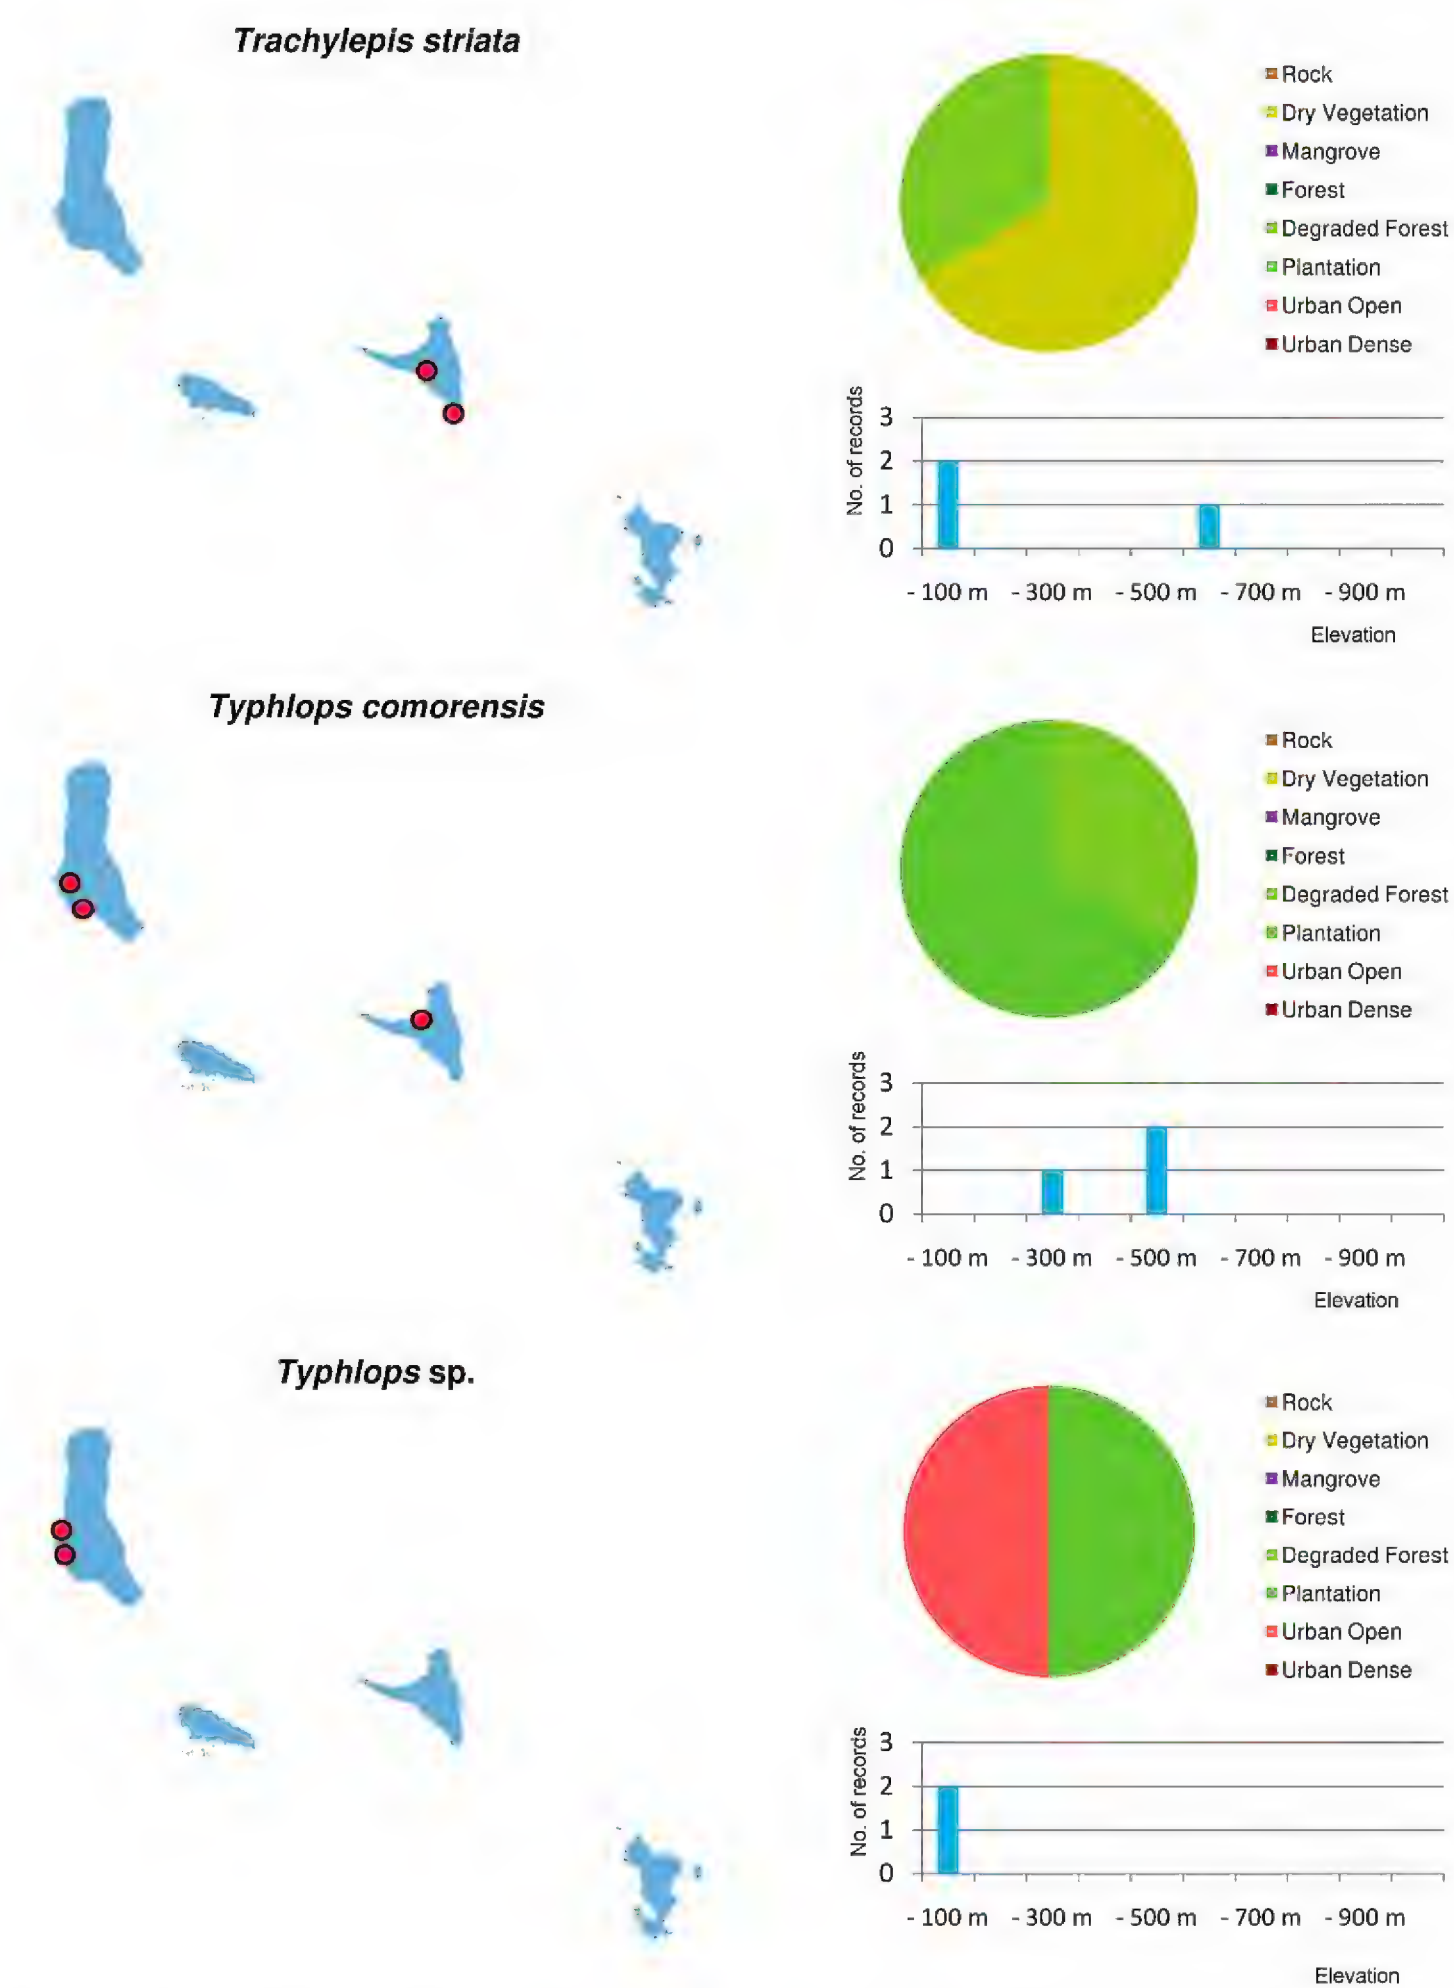 Trachylepis striata
Rock
Dry Vegetation
Mangrove
Forest
Degraded Forest
Plantation
Urban Open
Urban Dense
No. of records
3
2
1
0
- 100 m - 300 m - 500 m - 700 m - 900 m
Elevation
Typhlops comorensis
Rock
Dry Vegetation
Mangrove
Forest
Degraded Forest
Plantation
Urban Open
Urban Dense
No. of records
3
2
1
0
- 100 m - 300 m - 500 m - 700 m - 900 m
Elevation
Typhlops sp.
Rock
Dry Vegetation
Mangrove
Forest
Degraded Forest
Plantation
Urban Open
Urban Dense
No. of records
3
2
1
0
- 100 m - 300 m - 500 m - 700 m - 900 m
Elevation